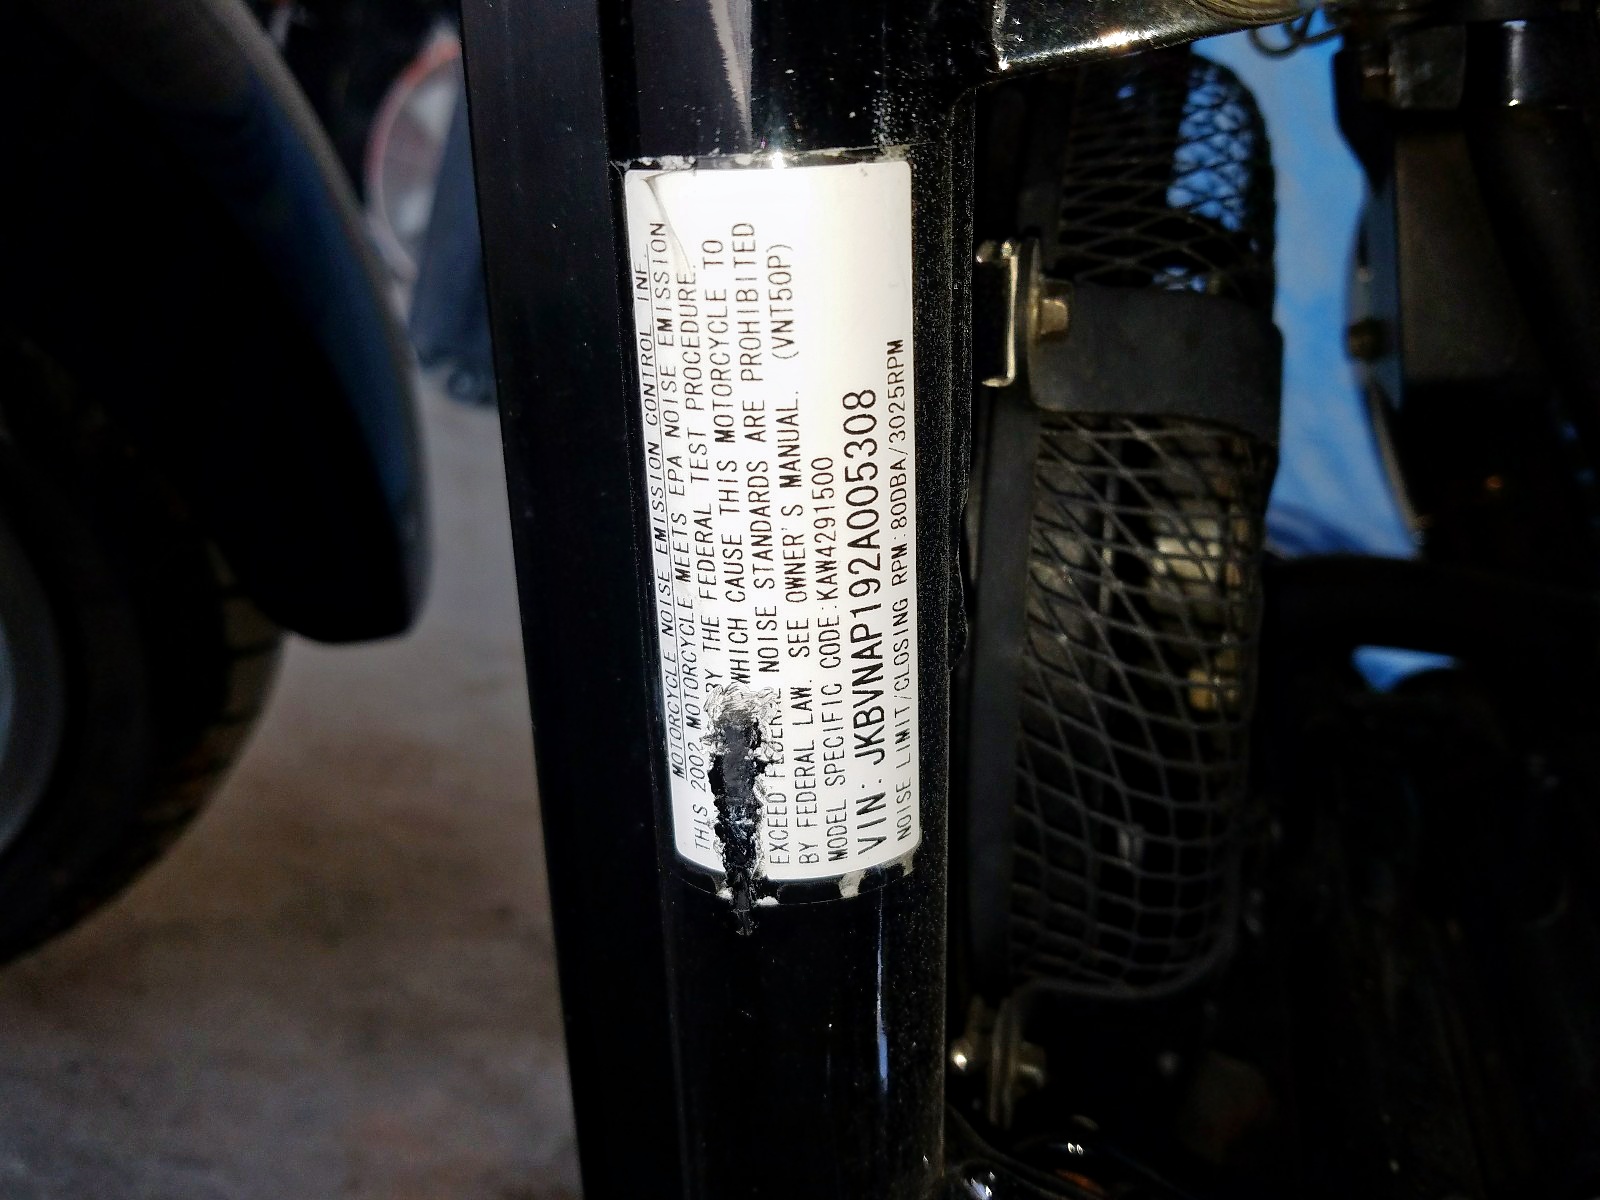 MOTORCYCLE NOISE EMISSION CONTROL INF.
THIS 2002 MOTORCYCLE MEETS EPA NOISE EMISSION
BY THE FEDERAL TEST PROCEDURE.
WHICH CAUSE THIS MOTORCYCLE TO
EXCEED FEDERAL NOISE STANDARDS ARE PROHIBITED
BY FEDERAL LAW. SEE OWNER'S MANUAL. (VNT50P)
MODEL SPECIFIC CODE:KAW4291500
VIN: JKBVNAP192A005308
NOISE LIMIT/CLOSING RPM:80DBA/3025RPM